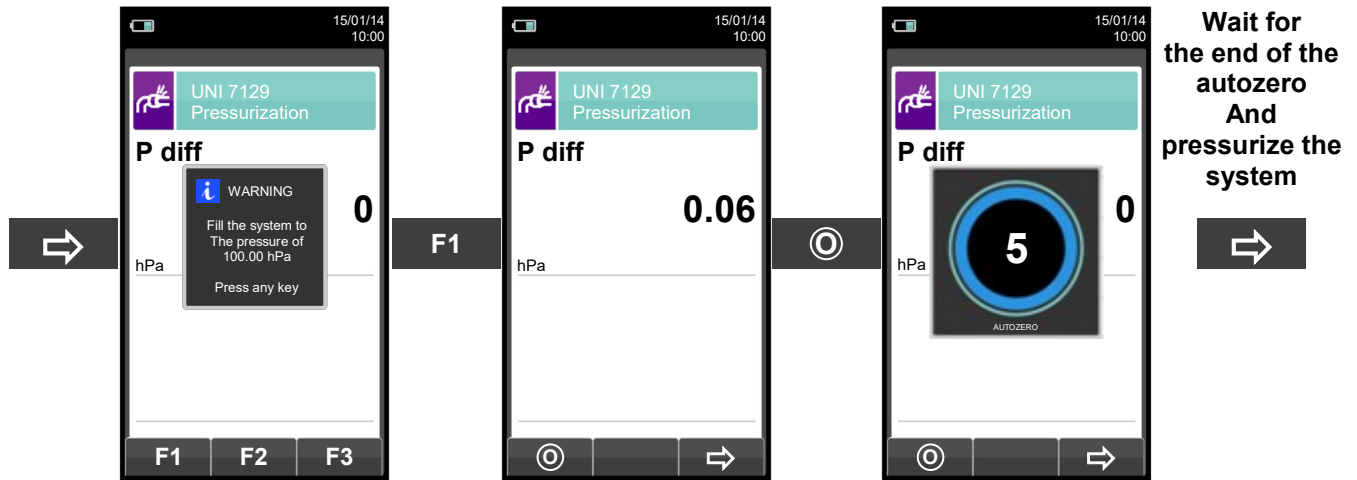 15/01/14
10:00
UNI 7129
Pressurization
P diff
i WARNING
Fill the system to
The pressure of
100.00 hPa
Press any key
0
hPa
F1 F2 F3
F1
15/01/14
10:00
UNI 7129
Pressurization
P diff
0.06
hPa
15/01/14
10:00
UNI 7129
Pressurization
P diff
0
hPa
5
AUTOZERO
Wait for
the end of the
autozero
And
pressurize the
system